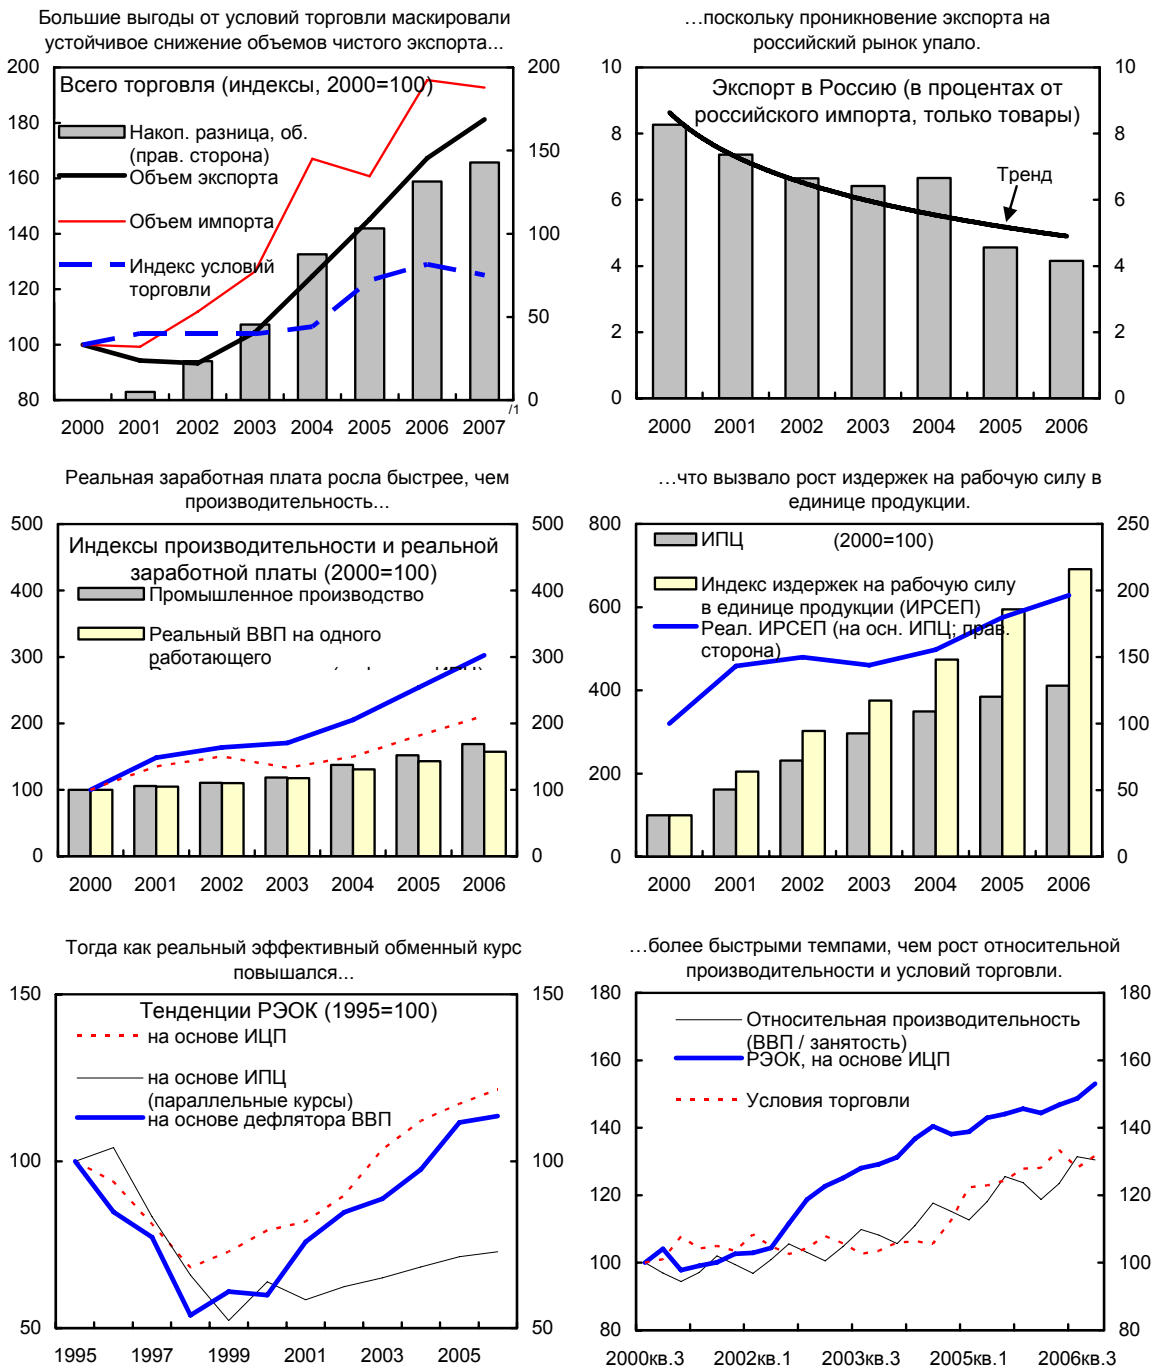 Большие выгоды от условий торговли маскировали
устойчивое снижение объемов чистого экспорта...
200
180
160
140
120
100
80
200
150
100
50
0
Всего торговля (индексы, 2000=100)
Накоп. разница, об.
(прав. сторона)
Объем экспорта
Объем импорта
Индекс условий
торговли
/1
2000 2001 2002 2003 2004 2005 2006 2007
…поскольку проникновение экспорта на
российский рынок упало.
10
8
6
4
2
0
10
8
6
4
2
0
Экспорт в Россию (в процентах от
российского импорта, только товары)
Тренд
2000 2001 2002 2003 2004 2005 2006
Реальная заработная плата росла быстрее, чем
производительность...
500
400
300
200
100
0
500
400
300
200
100
0
Индексы производительности и реальной
заработной платы (2000=100)
Промышленное производство
Реальный ВВП на одного
работающего
2000 2001 2002 2003 2004 2005 2006
…что вызвало рост издержек на рабочую силу в
единице продукции.
800
600
400
200
0
250
200
150
100
50
0
ИПЦ (2000=100)
Индекс издержек на рабочую силу
в единице продукции (ИРСЕП)
Реал. ИРСЕП (на осн. ИПЦ; прав.
сторона)
2000 2001 2002 2003 2004 2005 2006
Тогда как реальный эффективный обменный курс
повышался...
150
100
50
150
100
50
Тенденции РЭОК (1995=100)
на основе ИЦП
на основе ИПЦ
(параллельные курсы)
на основе дефлятора ВВП
1995 1997 1999 2001 2003 2005
…более быстрыми темпами, чем рост относительной
производительности и условий торговли.
180
160
140
120
100
80
180
160
140
120
100
80
Относительная производительность
(ВВП / занятость)
РЭОК, на основе ИЦП
Условия торговли
2000кв.3 2002кв.1 2003кв.3 2005кв.1 2006кв.3